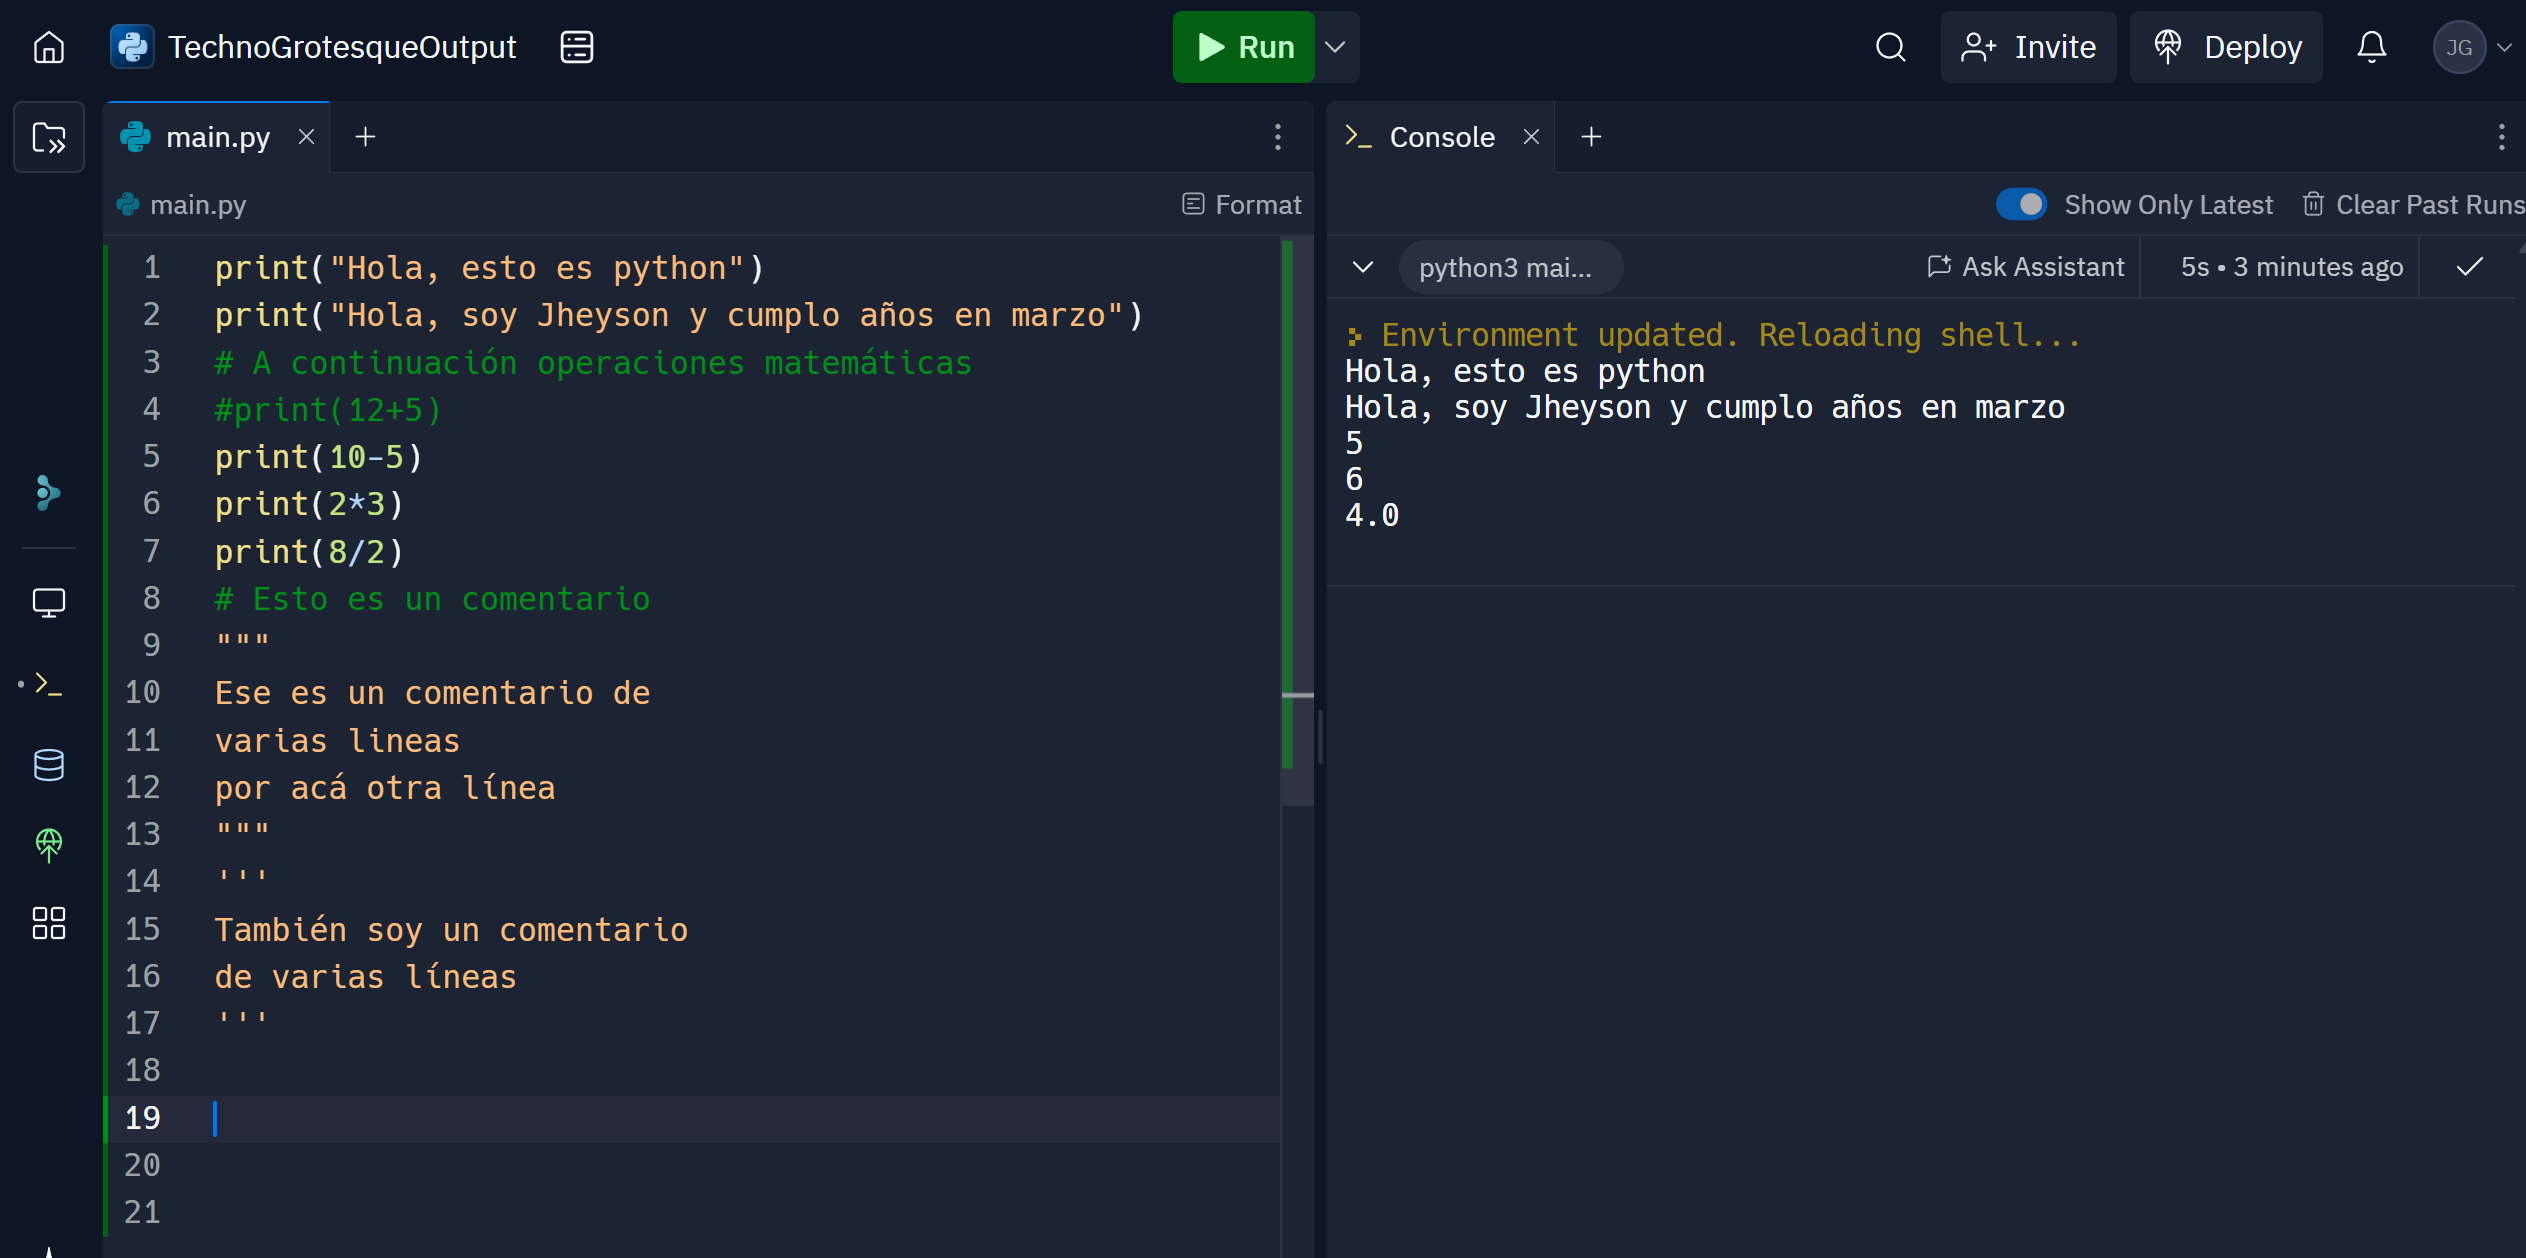 TechnoGrotesqueOutput
Run
Invite
Deploy
JG
main.py
Console
main.py
Format
Show Only Latest
Clear Past Runs
python3 mai...
Ask Assistant
5s • 3 minutes ago
1 print("Hola, esto es python")
2 print("Hola, soy Jheyson y cumplo años en marzo")
3 # A continuación operaciones matemáticas
4 #print(12+5)
5 print(10-5)
6 print(2*3)
7 print(8/2)
8 # Esto es un comentario
9 """
10 Ese es un comentario de
11 varias lineas
12 por acá otra línea
13 """
14 '''
15 También soy un comentario
16 de varias líneas
17 '''
18
19
20
21
Environment updated. Reloading shell...
Hola, esto es python
Hola, soy Jheyson y cumplo años en marzo
5
6
4.0